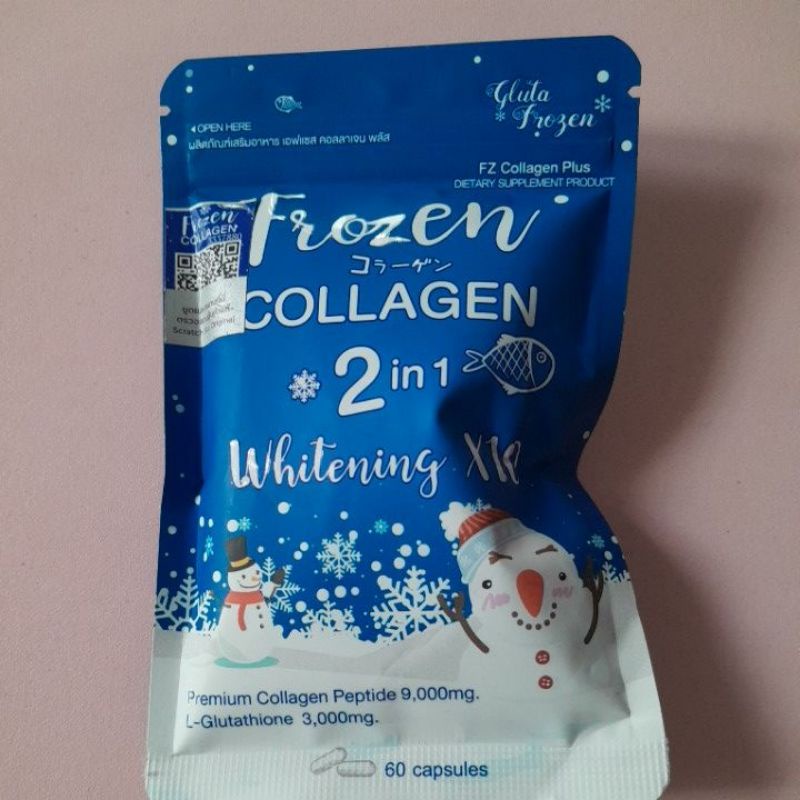 Gluta
Frozen
◄OPEN HERE
ผลิตภัณฑ์เสริมอาหาร เอฟแซส คอลลาเจน พลัส
FZ Collagen Plus
DIETARY SUPPLEMENT PRODUCT
Frozen
COLLAGEN
Frozen
コラーゲン
COLLAGEN
2 in 1
Whitening X10
Scratch
Original
Premium Collagen Peptide 9,000mg.
L-Glutathione 3,000mg.
60 capsules